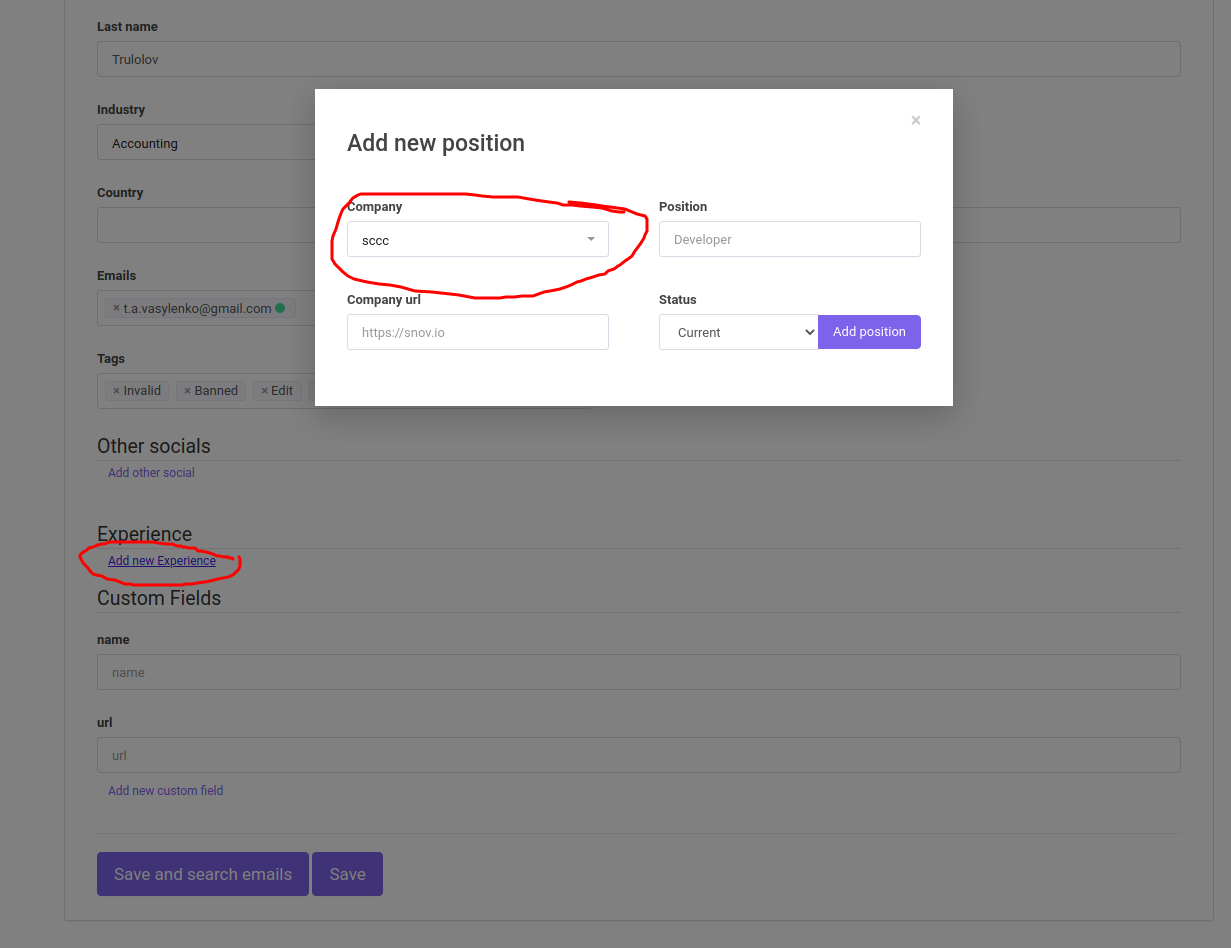 Last name
Trulolov
Industry
Accounting
Country
Emails
× t.a.vasylenko@gmail.com
Tags
× Invalid × Banned × Edit
×
Add new position
Company
sccc
Position
Developer
Company url
https://snov.io
Status
Current
Add position
Other socials
Add other social
Experience
Add new Experience
Custom Fields
name
name
url
url
Add new custom field
Save and search emails Save